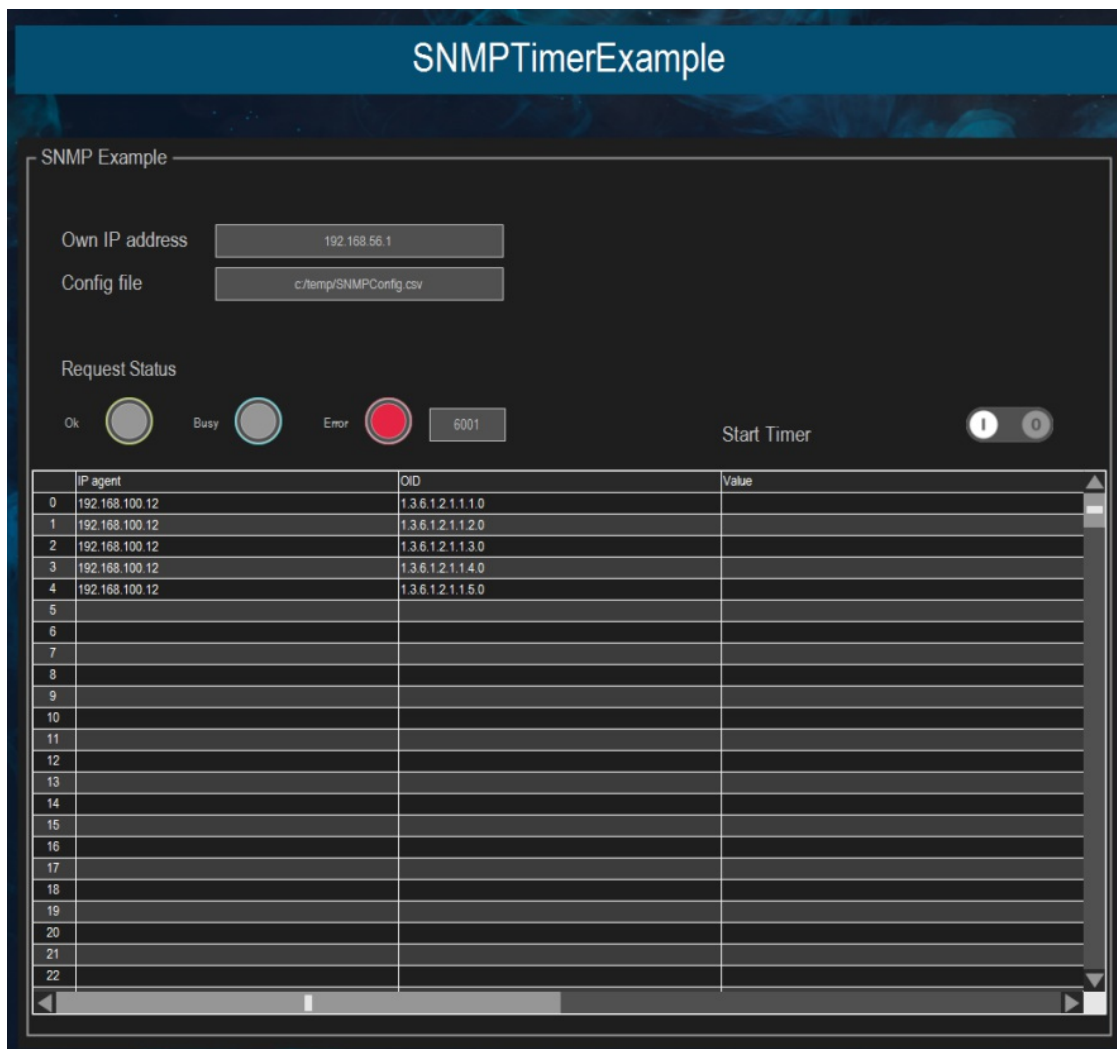 SNMPTimerExample
SNMP Example
Own IP address 192.168.56.1
Config file c:/temp/SNMPConfig.csv
Request Status
Ok Busy Error 6001
Start Timer I O
IP agent OID Value
0 192.168.100.12 1.3.6.1.2.1.1.1.0
1 192.168.100.12 1.3.6.1.2.1.1.2.0
2 192.168.100.12 1.3.6.1.2.1.1.3.0
3 192.168.100.12 1.3.6.1.2.1.1.4.0
4 192.168.100.12 1.3.6.1.2.1.1.5.0
5
6
7
8
9
10
11
12
13
14
15
16
17
18
19
20
21
22